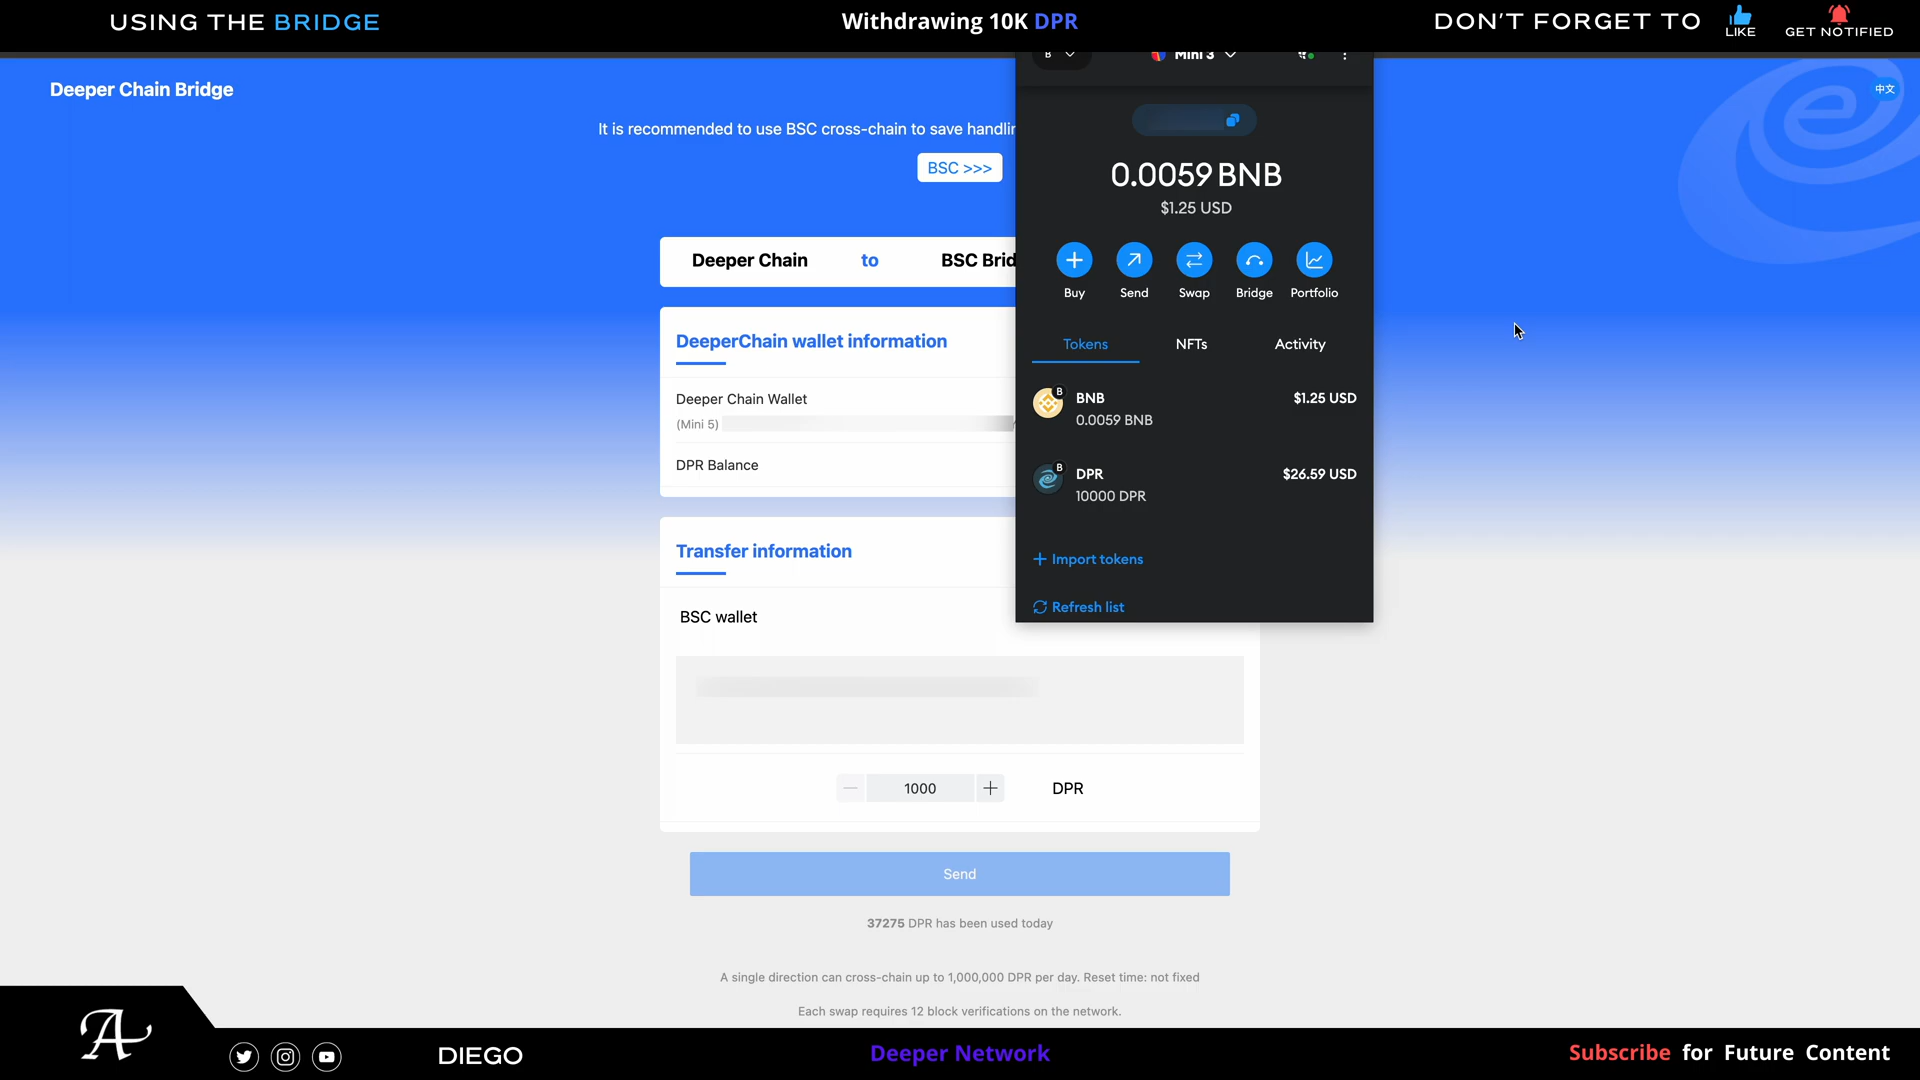 USING THE BRIDGE
Withdrawing 10K DPR
DON'T FORGET TO
LIKE
GET NOTIFIED
Deeper Chain Bridge
中文
It is recommended to use BSC cross-chain to save
BSC >>>
Deeper Chain to BSC
DeeperChain wallet information
Deeper Chain Wallet
(Mini 5)
DPR Balance
Transfer information
BSC wallet
1000 DPR
Send
37275 DPR has been used today
A single direction can cross-chain up to 1,000,000 DPR per day. Reset time: not fixed
Each swap requires 12 block verifications on the network.
B
Mini 3
0.0059 BNB
$1.25 USD
Buy
Send
Swap
Bridge
Portfolio
Tokens
NFTs
Activity
B
BNB
$1.25 USD
0.0059 BNB
B
DPR
$26.59 USD
10000 DPR
+ Import tokens
Refresh list
A
DIEGO
Deeper Network
Subscribe for Future Content